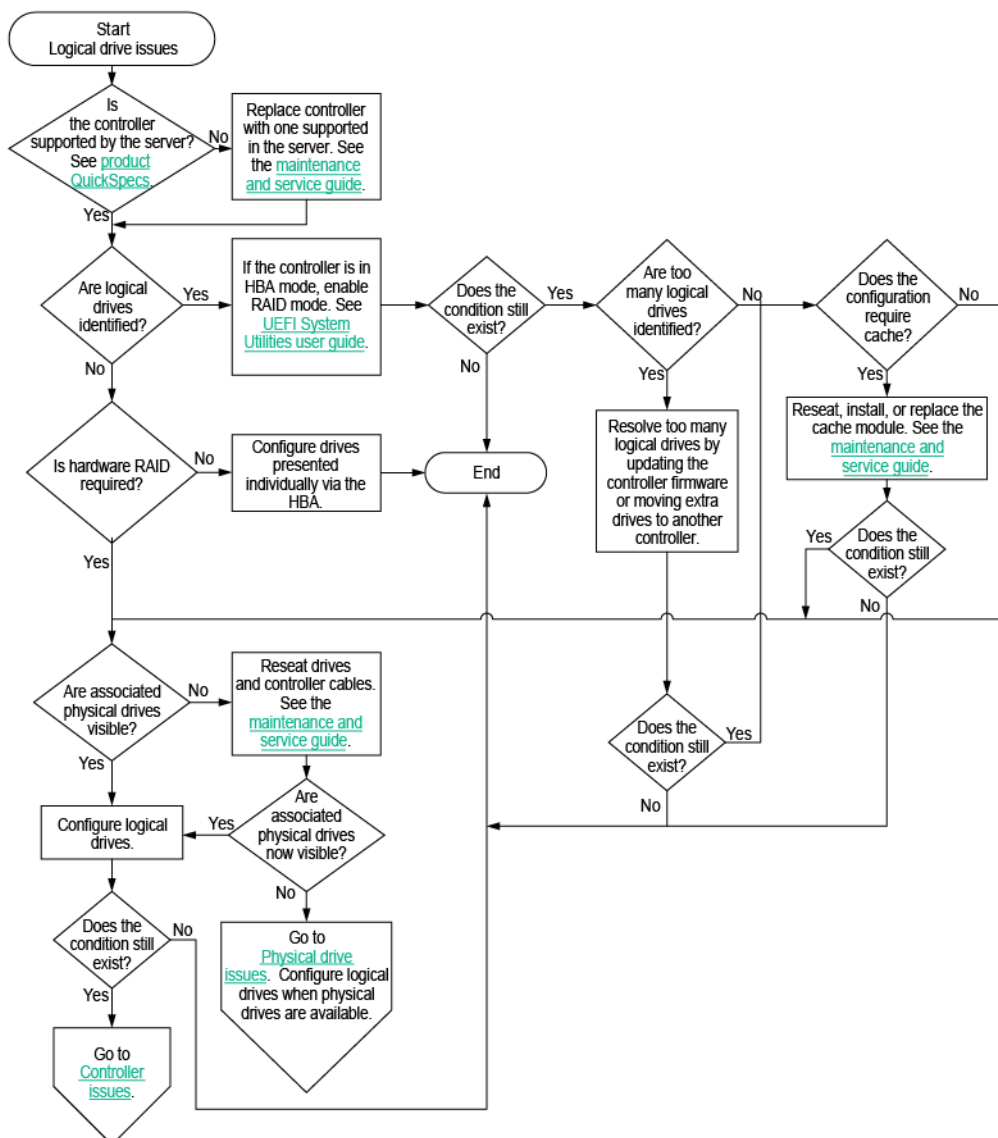 Start
Logical drive issues
Is
the controller
supported by the server?
See product
QuickSpecs.
No
Replace controller
with one supported
in the server. See
the maintenance
and service guide.
Yes
Are logical
drives
identified?
Yes
If the controller is in
HBA mode, enable
RAID mode. See
UEFI System
Utilities user guide.
Does the
condition still
exist?
Yes
Are too
many logical
drives
identified?
No
Does the
configuration
require
cache?
No
No
No
Yes
Yes
Is hardware RAID
required?
No
Configure drives
presented
individually via the
HBA.
End
Resolve too many
logical drives by
updating the
controller firmware
or moving extra
drives to another
controller.
Reseat, install, or replace the
cache module. See the
maintenance and
service guide.
Yes
Does the
condition still
exist?
No
Yes
Are associated
physical drives
visible?
No
Reseat drives
and controller cables.
See the
maintenance and
service guide.
Does the
condition still
exist?
Yes
No
Yes
Configure logical
drives.
Yes
Are
associated
physical drives
now visible?
No
Does the
condition still
exist?
No
Go to
Physical drive
issues. Configure logical
drives when physical
drives are available.
Yes
Go to
Controller
issues.